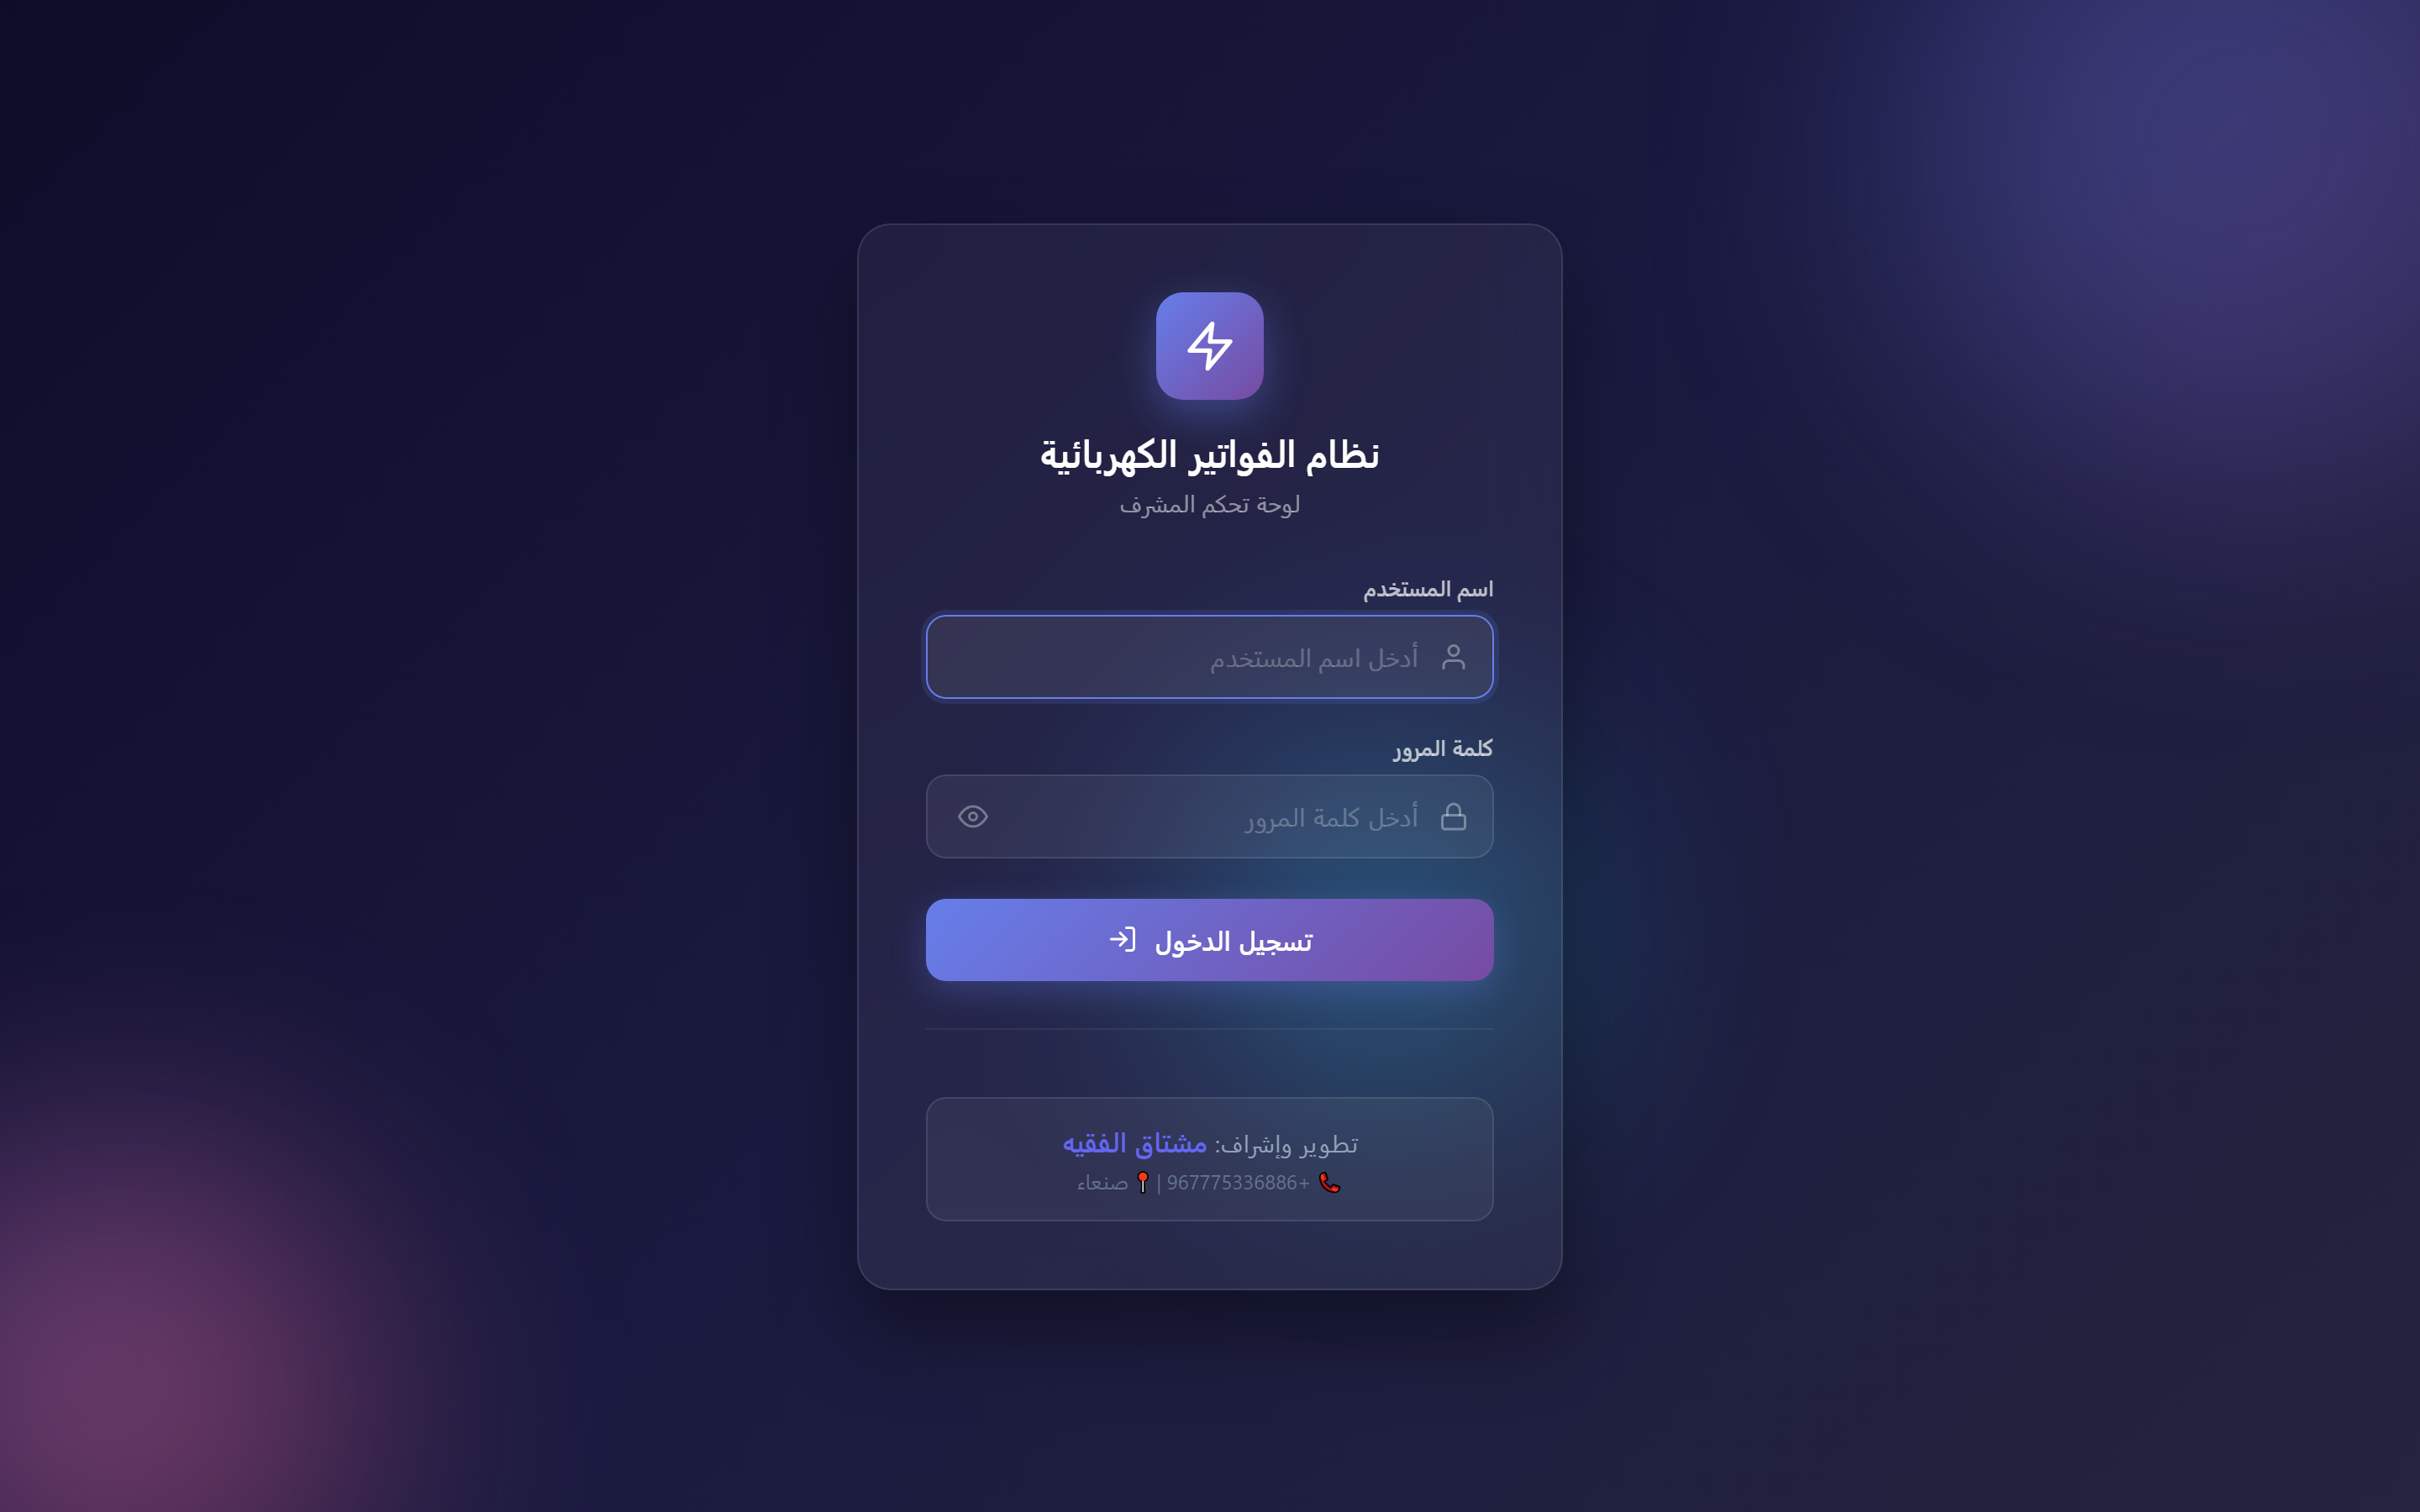 نظام الفواتير الكهربائية
لوحة تحكم المشرف
اسم المستخدم
أدخل اسم المستخدم
كلمة المرور
أدخل كلمة المرور
تسجيل الدخول
تطوير وإشراف: مشتاق الفقيه
📞 967775336886+ | 📍 صنعاء